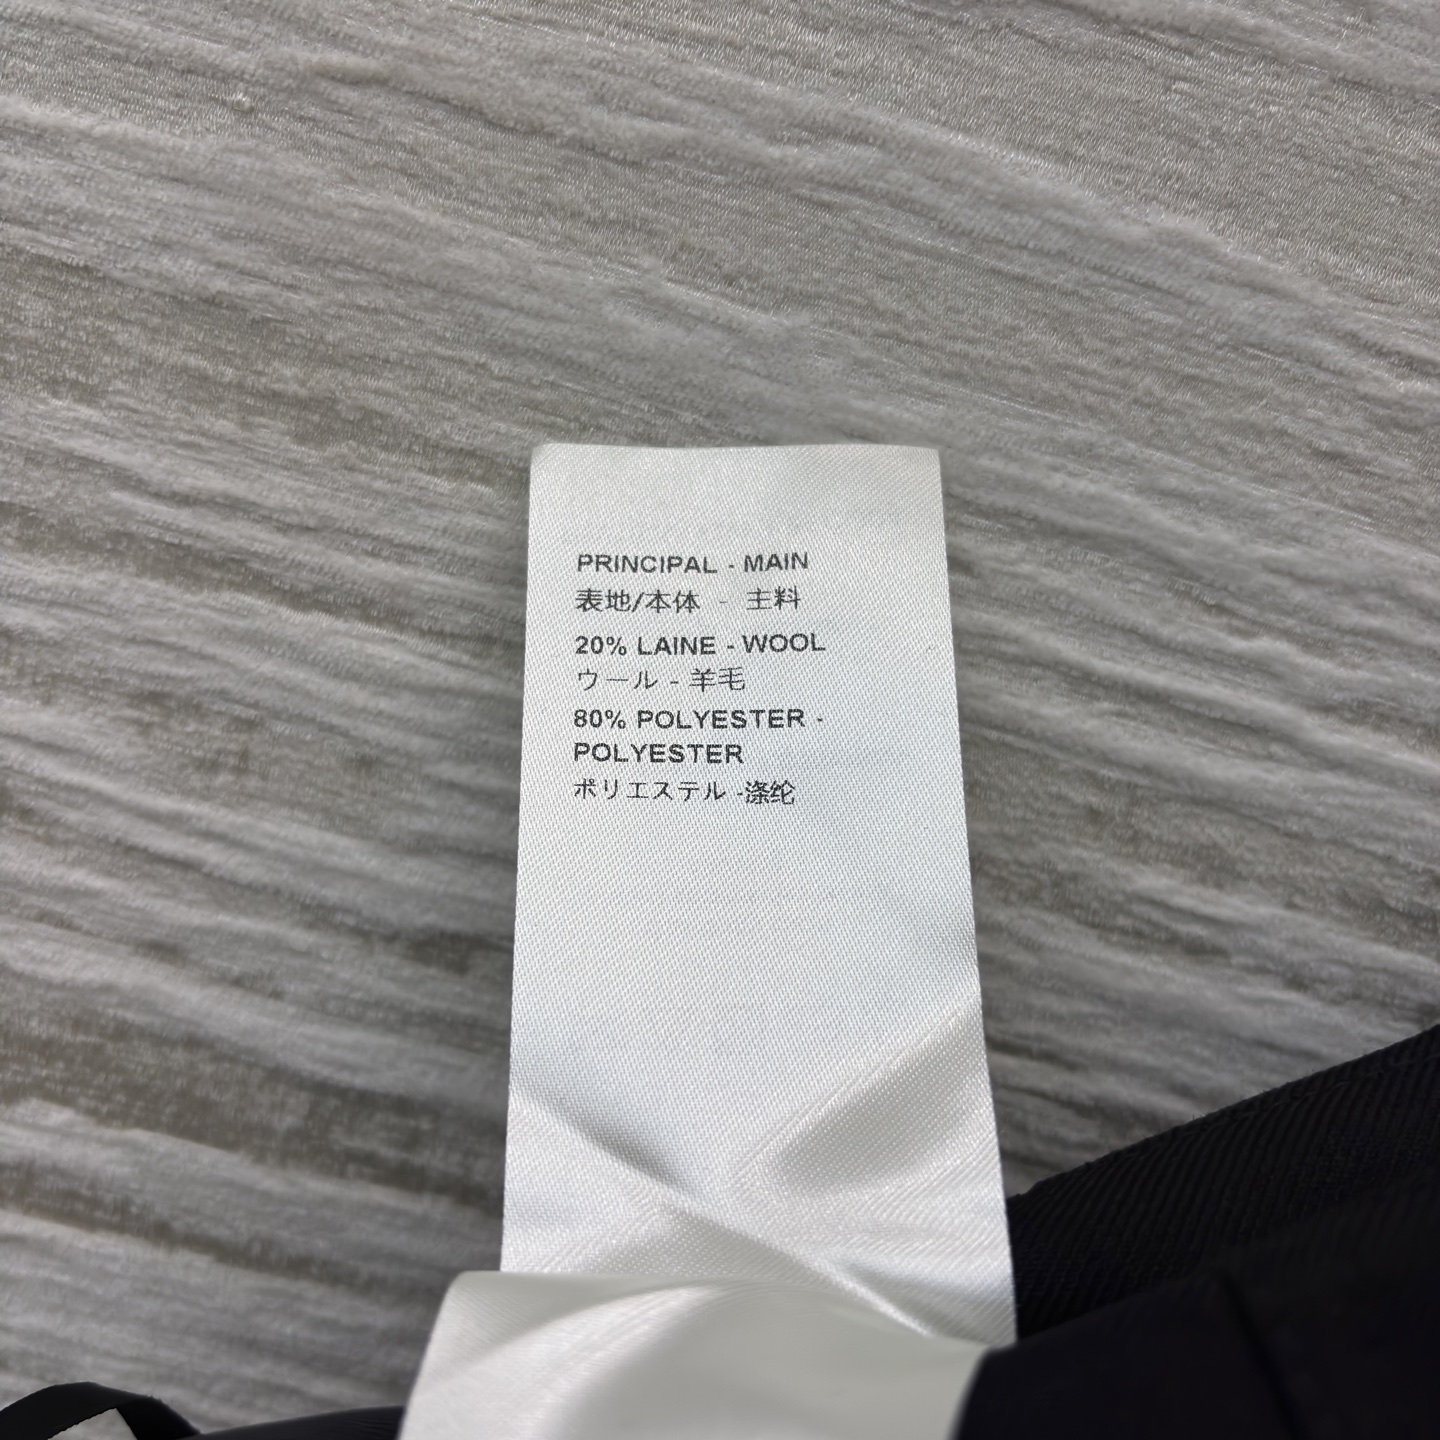 PRINCIPAL - MAIN
表地/本体 - 主料
20% LAINE - WOOL
ウール - 羊毛
80% POLYESTER -
POLYESTER
ポリエステル -涤纶